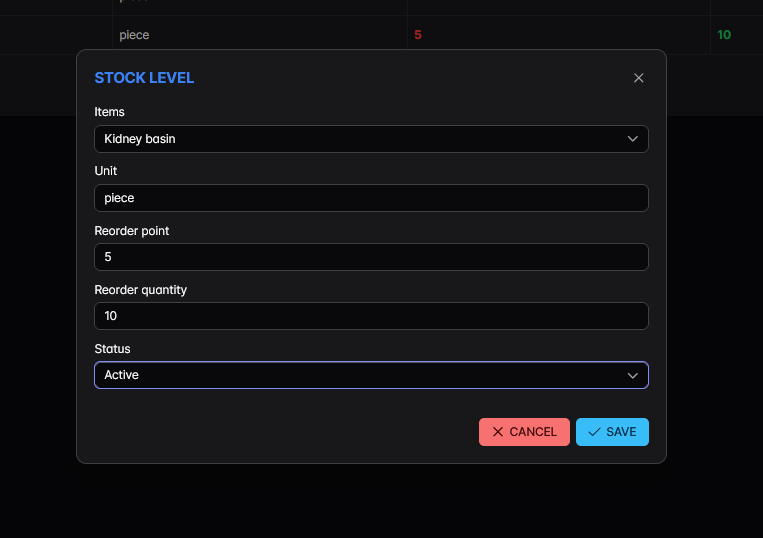 piece 5 10
STOCK LEVEL
Items
Kidney basin
Unit
piece
Reorder point
5
Reorder quantity
10
Status
Active
CANCEL SAVE